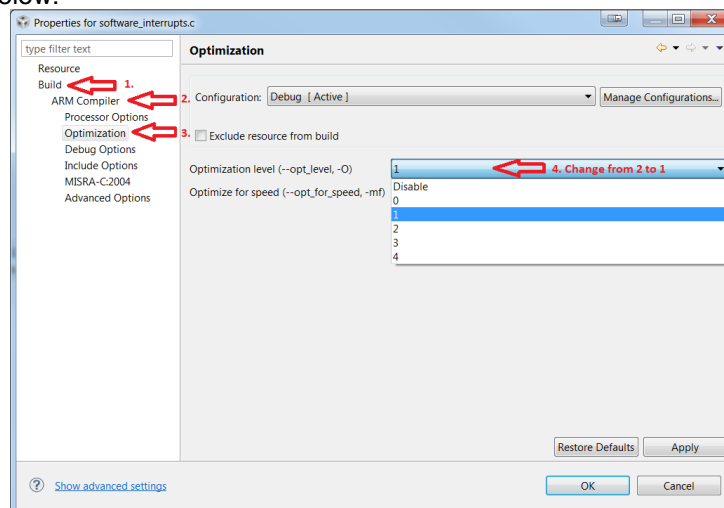 Properties for software_interrupts.c
type filter text
Optimization
Resource
Build 1.
ARM Compiler 2.
Configuration: Debug [ Active ]
Manage Configurations...
Processor Options
Optimization 3.
Exclude resource from build
Debug Options
Include Options
MISRA-C:2004
Advanced Options
Optimization level (--opt_level, -O) 1 4. Change from 2 to 1
Optimize for speed (--opt_for_speed, -mf)
Disable
0
1
2
3
4
Restore Defaults Apply
? Show advanced settings
OK Cancel